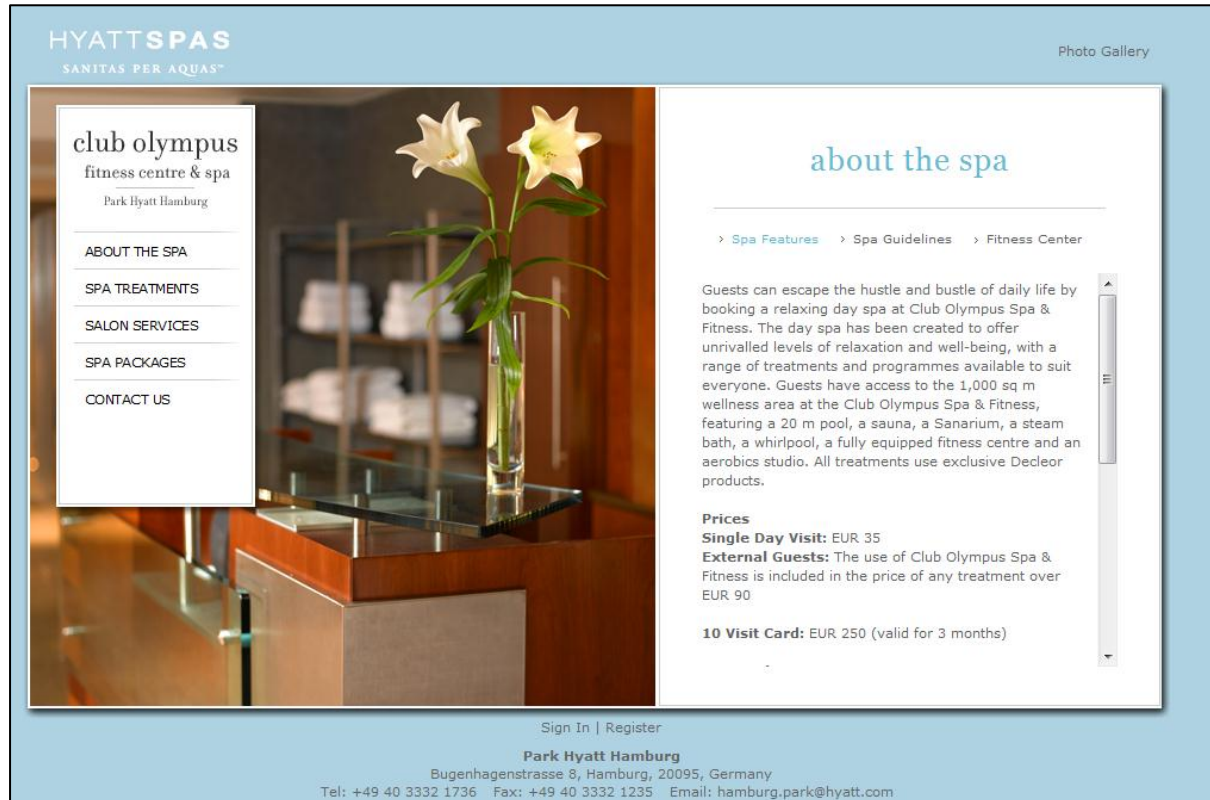 HYATTSPAS
SANITAS PER AQUAS™
Photo Gallery
club olympus
fitness centre & spa
Park Hyatt Hamburg
ABOUT THE SPA
SPA TREATMENTS
SALON SERVICES
SPA PACKAGES
CONTACT US
about the spa
› Spa Features › Spa Guidelines › Fitness Center
Guests can escape the hustle and bustle of daily life by
booking a relaxing day spa at Club Olympus Spa &
Fitness. The day spa has been created to offer
unrivalled levels of relaxation and well-being, with a
range of treatments and programmes available to suit
everyone. Guests have access to the 1,000 sq m
wellness area at the Club Olympus Spa & Fitness,
featuring a 20 m pool, a sauna, a Sanarium, a steam
bath, a whirlpool, a fully equipped fitness centre and an
aerobics studio. All treatments use exclusive Decleor
products.
Prices
Single Day Visit: EUR 35
External Guests: The use of Club Olympus Spa &
Fitness is included in the price of any treatment over
EUR 90
10 Visit Card: EUR 250 (valid for 3 months)
Sign In | Register
Park Hyatt Hamburg
Bugenhagenstrasse 8, Hamburg, 20095, Germany
Tel: +49 40 3332 1736 Fax: +49 40 3332 1235 Email: hamburg.park@hyatt.com